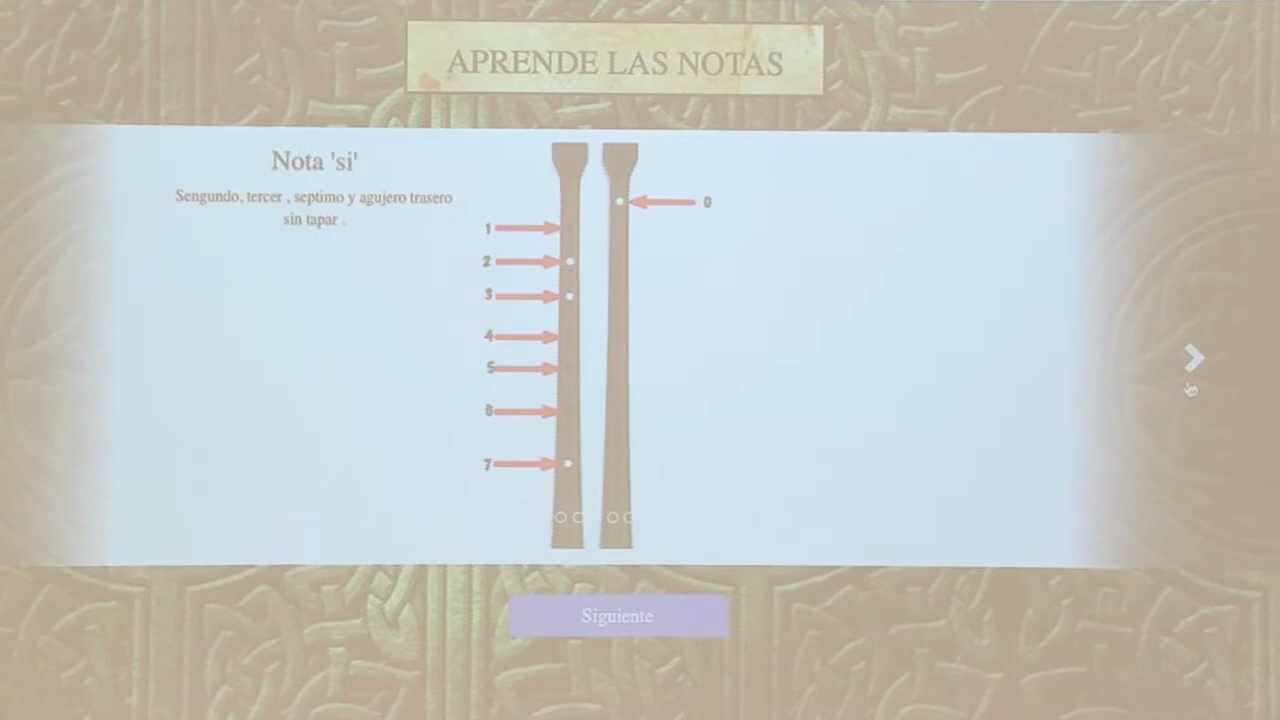 APRENDE LAS NOTAS
Nota 'si'
Sengundo, tercer , septimo y agujero trasero
sin tapar .
0
1
2
3
4
5
6
7
Siguiente